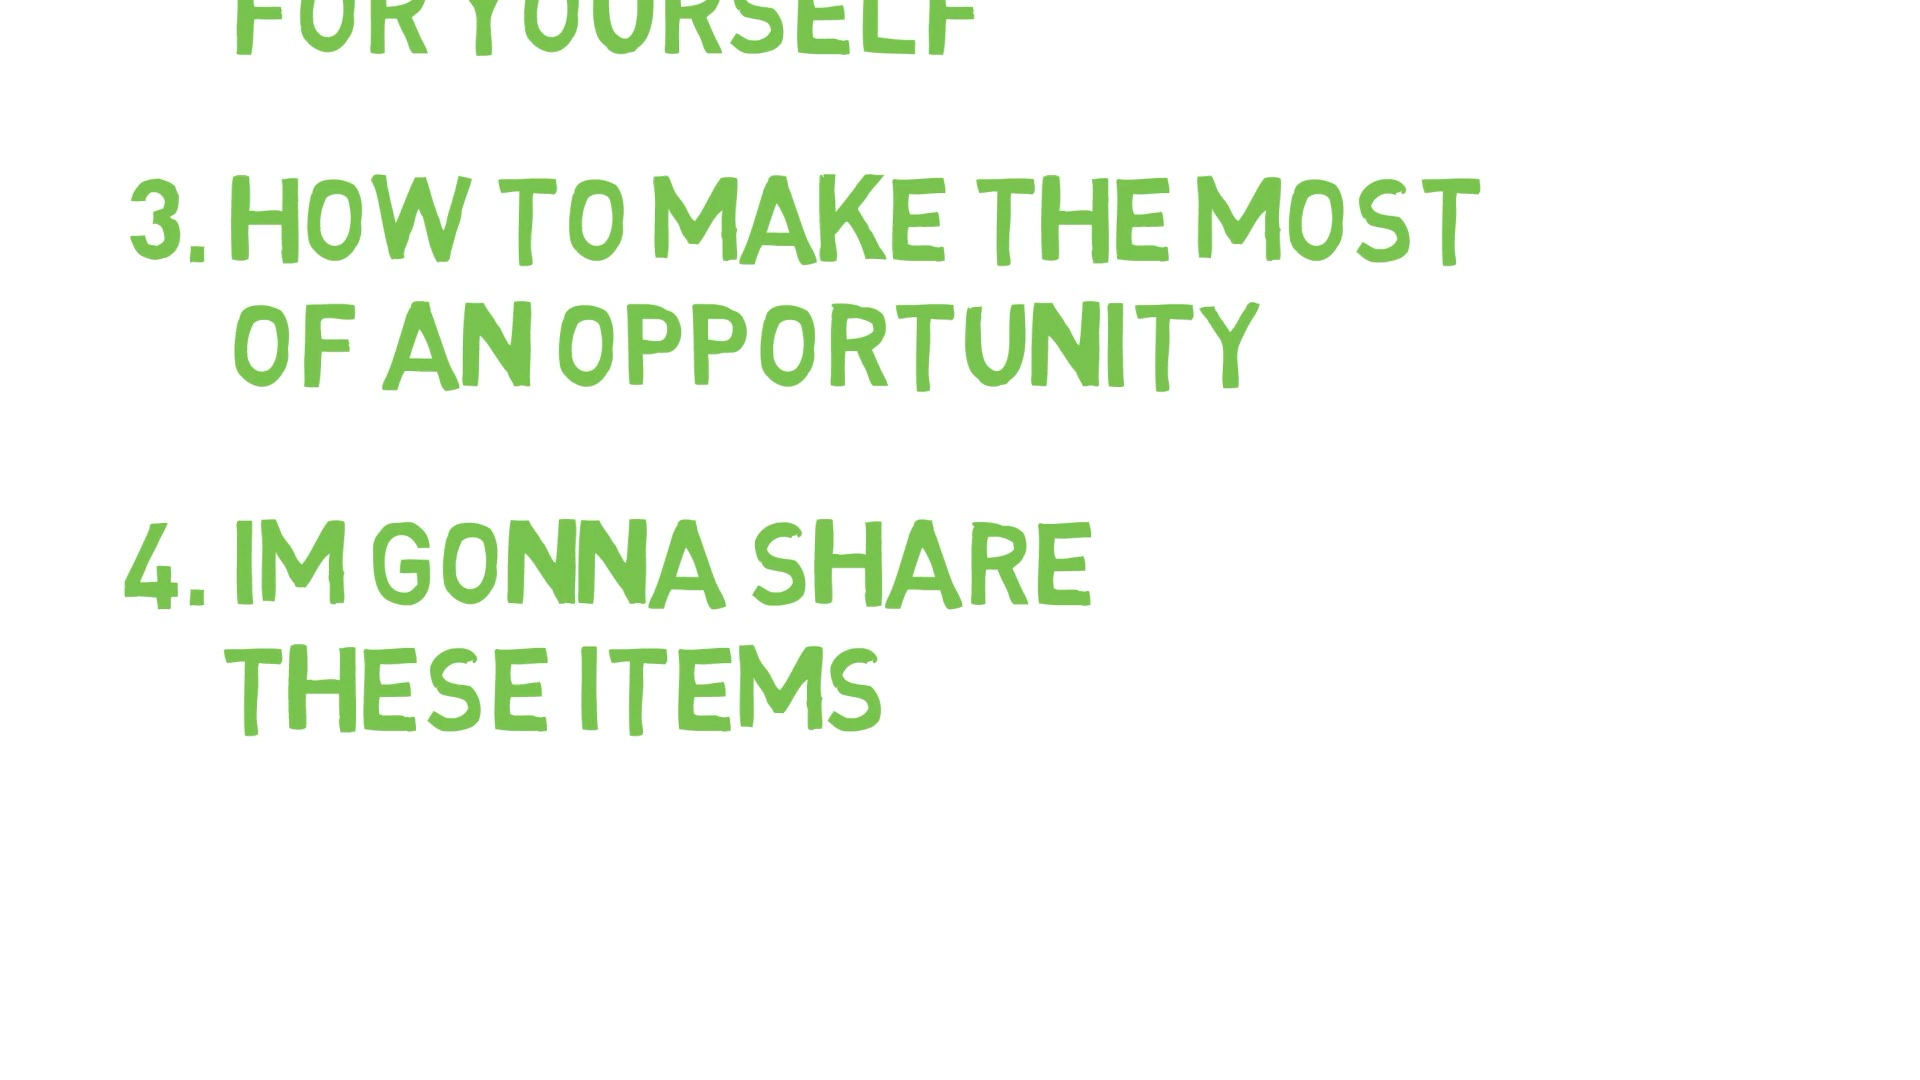 FOR YOURSELF
3. HOW TO MAKE THE MOST
OF AN OPPORTUNITY
4. IM GONNA SHARE
THESE ITEMS